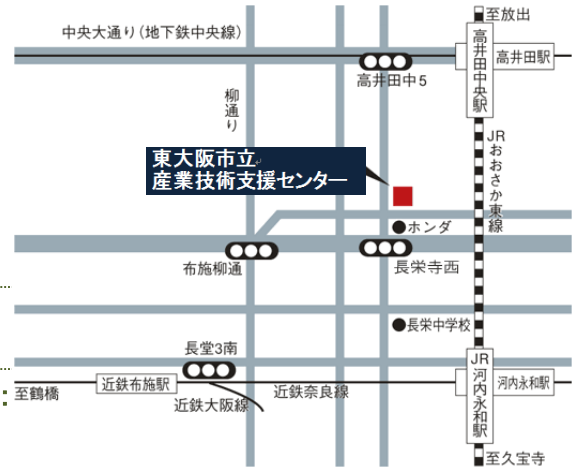 至放出
中央大通り（地下鉄中央線）
高井田中央駅
高井田駅
高井田中5
柳通り
JRおおさか東線
東大阪市立
産業技術支援センター
ホンダ
布施柳通
長栄寺西
長栄中学校
長堂3南
JR河内永和駅
至鶴橋
近鉄布施駅
近鉄大阪線
近鉄奈良線
河内永和駅
至久宝寺